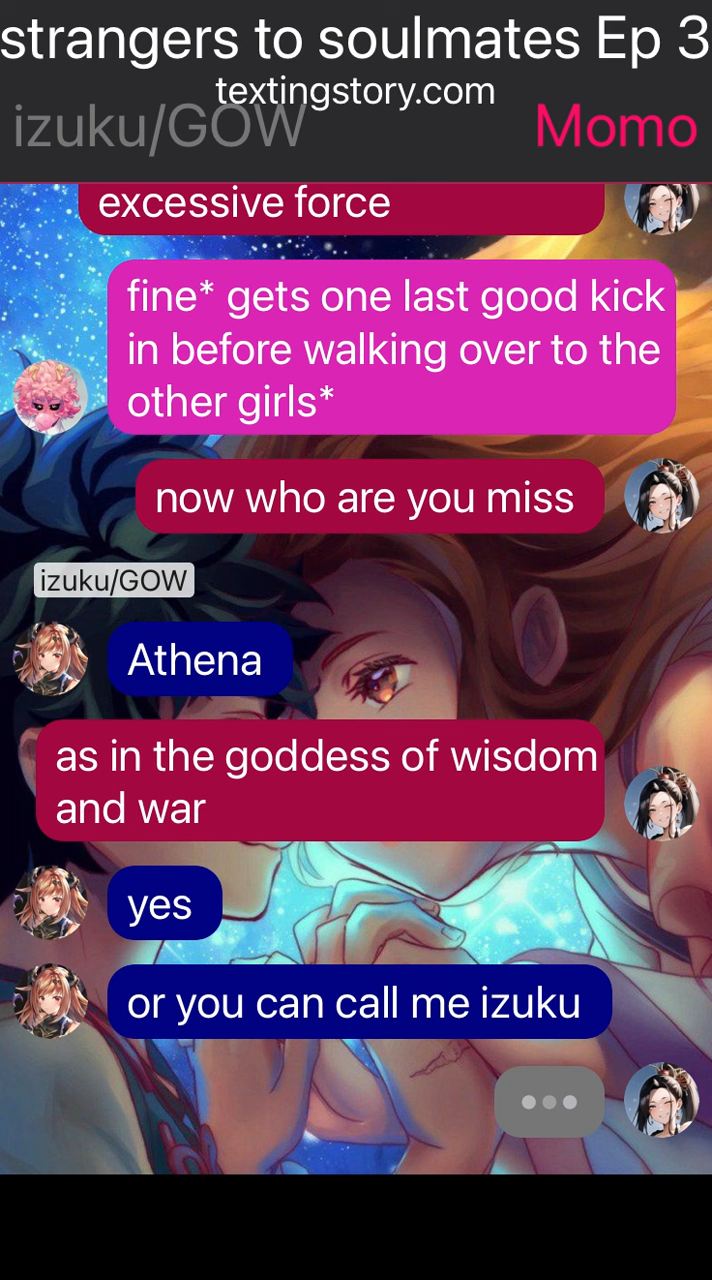 strangers to soulmates Ep 3
textingstory.com
izuku/GOW
Momo
excessive force
fine* gets one last good kick
in before walking over to the
other girls*
now who are you miss
izuku/GOW
Athena
as in the goddess of wisdom
and war
yes
or you can call me izuku